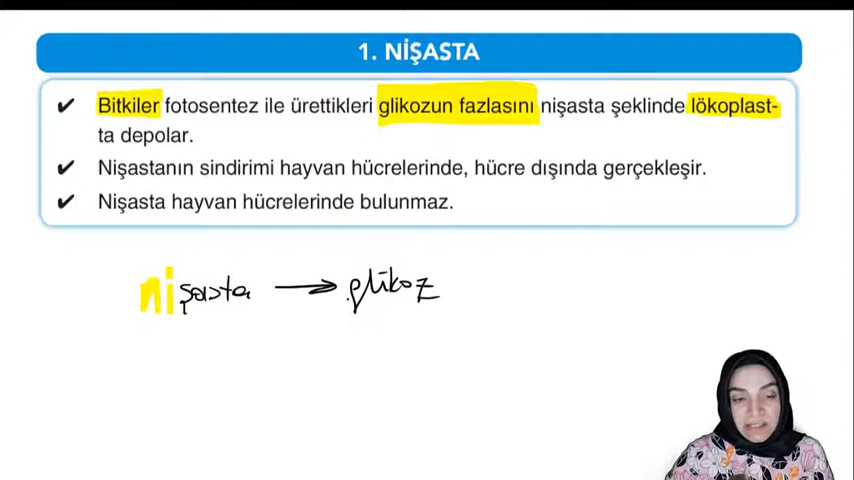 1. NİŞASTA
✔ Bitkiler fotosentez ile ürettikleri glikozun fazlasını nişasta şeklinde lökoplast-
ta depolar.
✔ Nişastanın sindirimi hayvan hücrelerinde, hücre dışında gerçekleşir.
✔ Nişasta hayvan hücrelerinde bulunmaz.
nişasta → glikoz